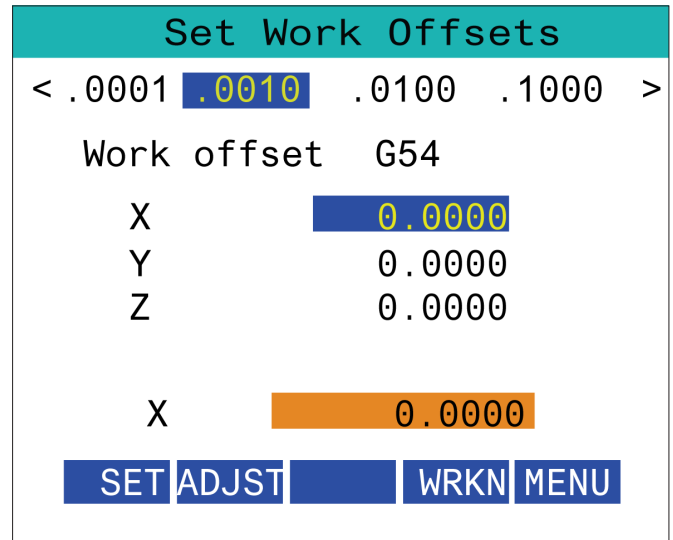 Set Work Offsets
< .0001 .0010 .0100 .1000 >
Work offset G54
X 0.0000
Y 0.0000
Z 0.0000
X 0.0000
SET ADJST WRKN MENU